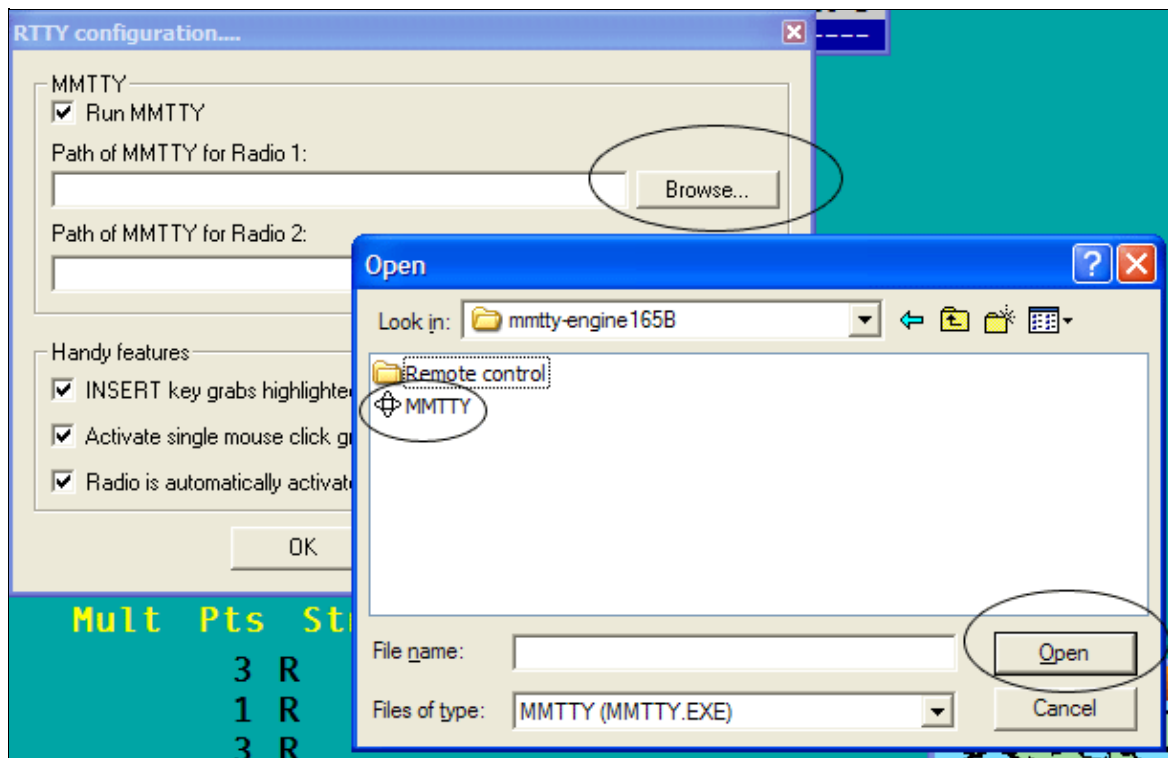 RTTY configuration....
----
MMTTY
Run MMTTY
Path of MMTTY for Radio 1:
Browse...
Path of MMTTY for Radio 2:
Open
Look in: mmtty-engine165B
Remote control
MMTTY
Handy features
INSERT key grabs highlighte
Activate single mouse click g
Radio is automatically activat
OK
File name:
Open
Files of type: MMTTY (MMTTY.EXE)
Cancel
Mult Pts St
3 R
1 R
3 R